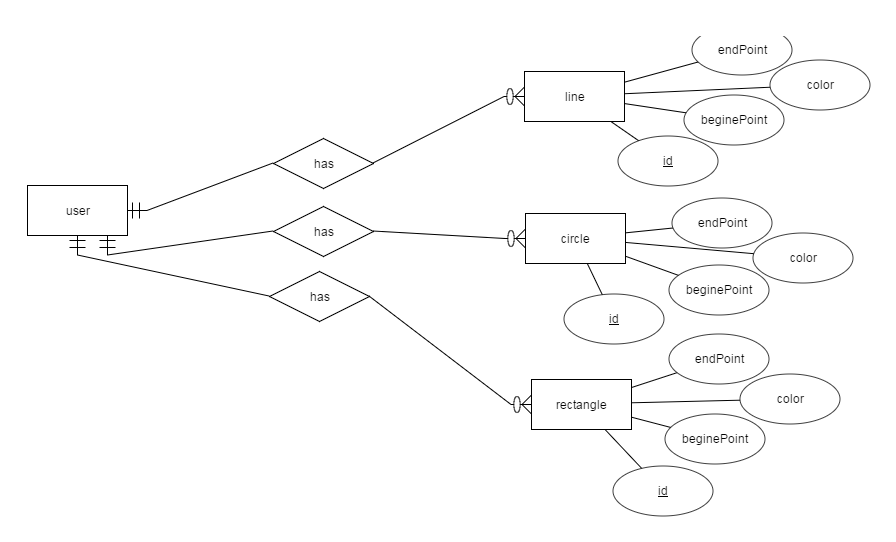 endPoint
color
line
beginePoint
id
has
user
endPoint
has
circle
color
beginePoint
has
id
endPoint
color
rectangle
beginePoint
id